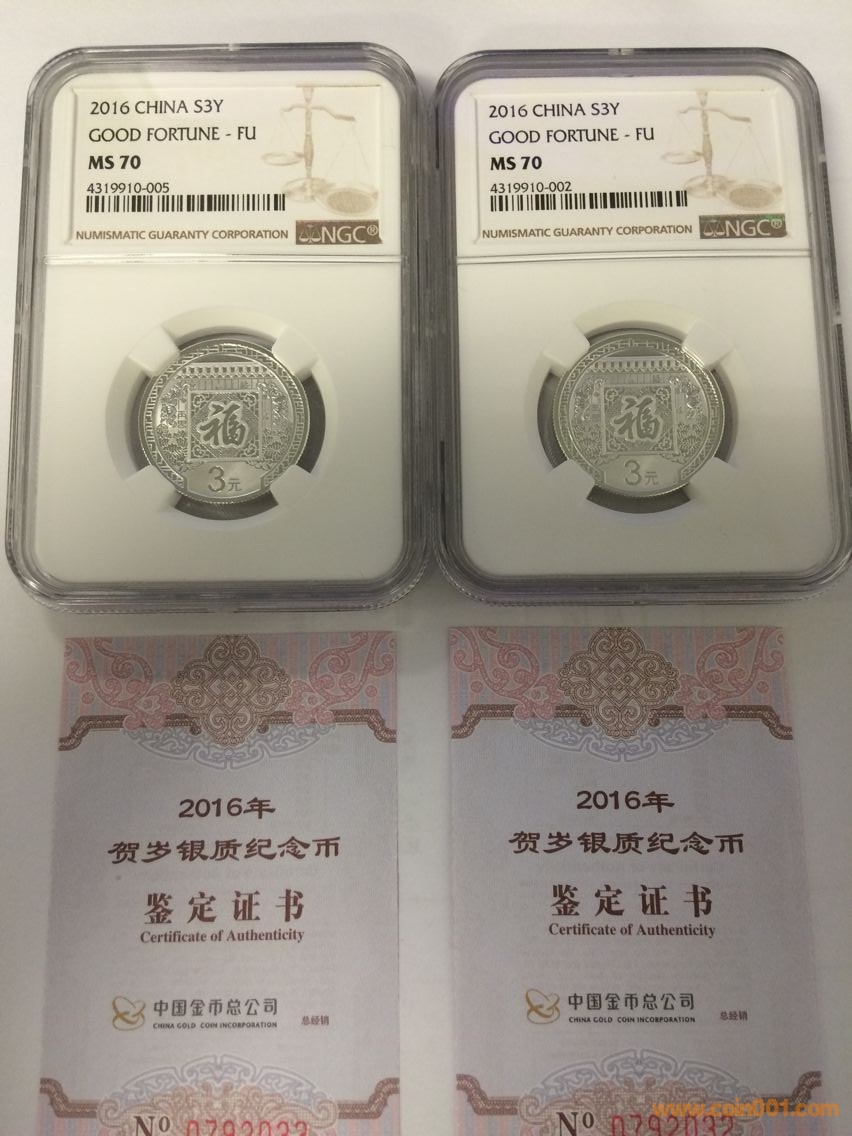 2016 CHINA S3Y
GOOD FORTUNE - FU
MS 70
4319910-005
NUMISMATIC GUARANTY CORPORATION NGC®
福
3元
2016 CHINA S3Y
GOOD FORTUNE - FU
MS 70
4319910-002
NUMISMATIC GUARANTY CORPORATION NGC®
福
3元
2016年
贺岁银质纪念币
鉴定证书
Certificate of Authenticity
中国金币总公司
CHINA GOLD COIN INCORPORATION
总经销
No 0792033
2016年
贺岁银质纪念币
鉴定证书
Certificate of Authenticity
中国金币总公司
CHINA GOLD COIN INCORPORATION
总经销
No 0792032
www.coin001.com